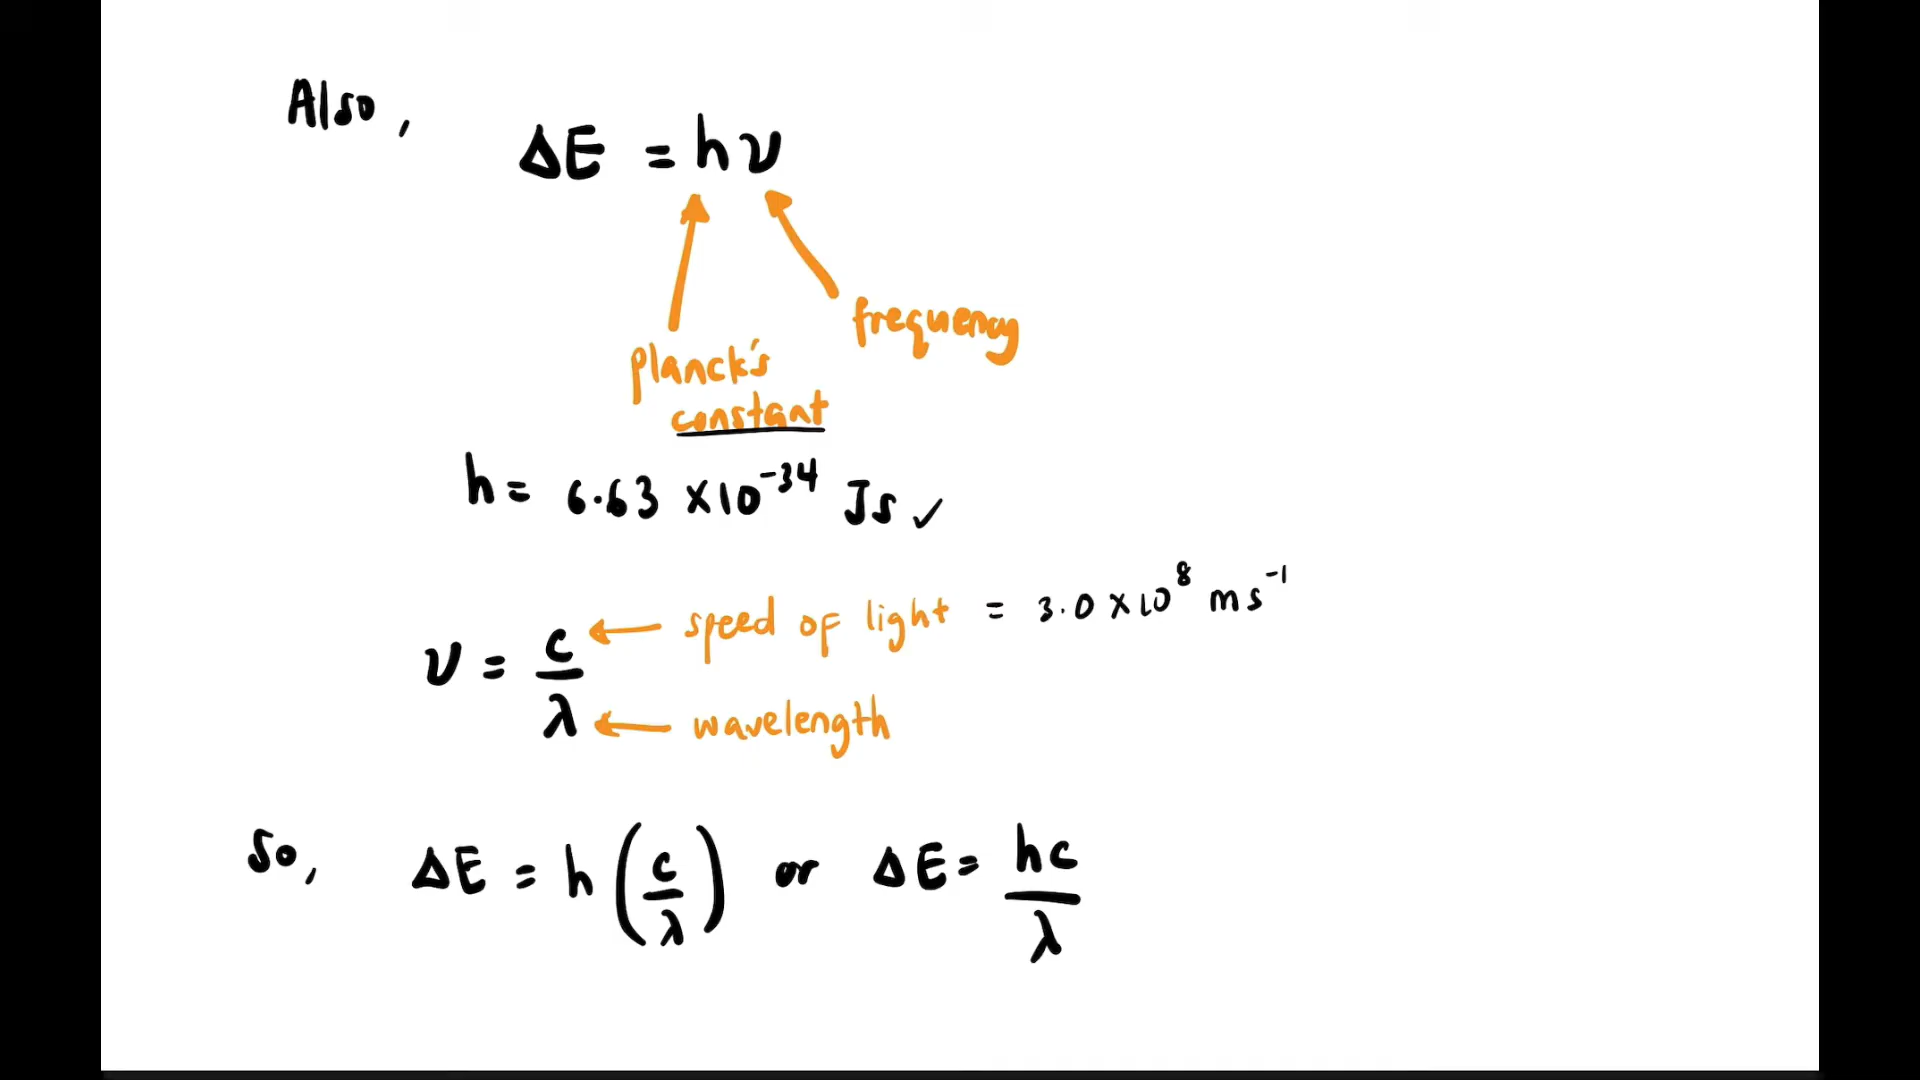 Also,
ΔE = hν
frequency
planck's
constant
h = 6.63 ×10⁻³⁴ Js ✓
ν = c/λ
speed of light = 3.0 ×10⁸ ms⁻¹
wavelength
So, ΔE = h(c/λ) or ΔE = hc/λ